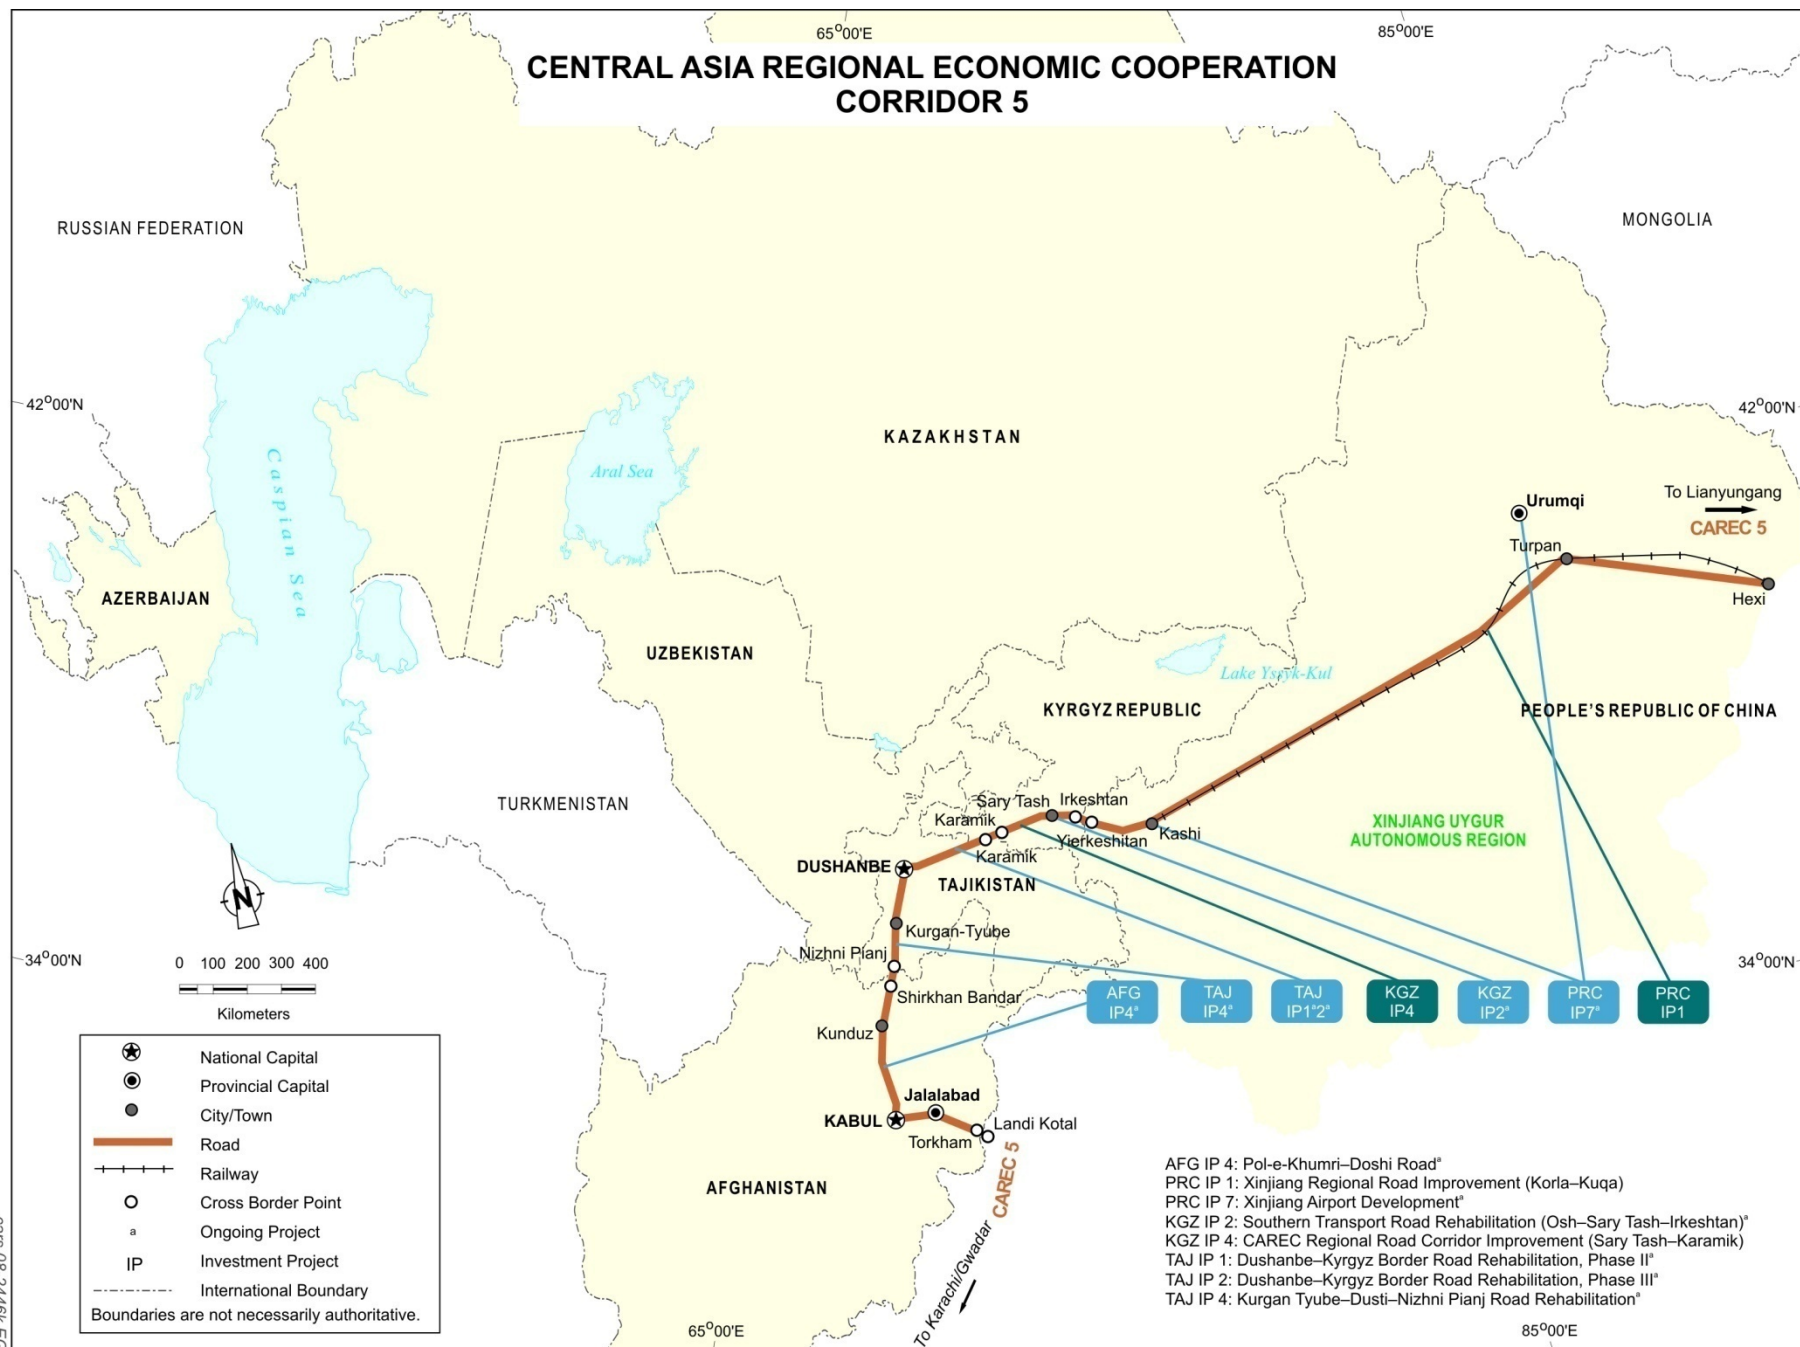 65°00'E
85°00'E
CENTRAL ASIA REGIONAL ECONOMIC COOPERATION
CORRIDOR 5
RUSSIAN FEDERATION
MONGOLIA
42°00'N
42°00'N
KAZAKHSTAN
Caspian Sea
Aral Sea
Urumqi
To Lianyungang
CAREC 5
Turpan
Hexi
AZERBAIJAN
UZBEKISTAN
Lake Yssyk-Kul
KYRGYZ REPUBLIC
PEOPLE'S REPUBLIC OF CHINA
TURKMENISTAN
Sary Tash
Irkeshtan
Karamik
Kashi
Yierkeshitan
Karamik
XINJIANG UYGUR
AUTONOMOUS REGION
DUSHANBE
TAJIKISTAN
N
Kurgan-Tyube
Nizhni Pianj
34°00'N
34°00'N
Shirkhan Bandar
0 100 200 300 400
Kilometers
AFG
IP4ª
TAJ
IP4ª
TAJ
IP1ª2ª
KGZ
IP4
KGZ
IP2ª
PRC
IP7ª
PRC
IP1
Kunduz
Jalalabad
KABUL
Landi Kotal
Torkham
CAREC 5
AFGHANISTAN
To Karachi/Gwadar
National Capital
Provincial Capital
City/Town
Road
Railway
Cross Border Point
a Ongoing Project
IP Investment Project
International Boundary
Boundaries are not necessarily authoritative.
AFG IP 4: Pol-e-Khumri–Doshi Roadª
PRC IP 1: Xinjiang Regional Road Improvement (Korla–Kuqa)
PRC IP 7: Xinjiang Airport Developmentª
KGZ IP 2: Southern Transport Road Rehabilitation (Osh–Sary Tash–Irkeshtan)ª
KGZ IP 4: CAREC Regional Road Corridor Improvement (Sary Tash–Karamik)
TAJ IP 1: Dushanbe–Kyrgyz Border Road Rehabilitation, Phase IIª
TAJ IP 2: Dushanbe–Kyrgyz Border Road Rehabilitation, Phase IIIª
TAJ IP 4: Kurgan Tyube–Dusti–Nizhni Pianj Road Rehabilitationª
65°00'E
85°00'E